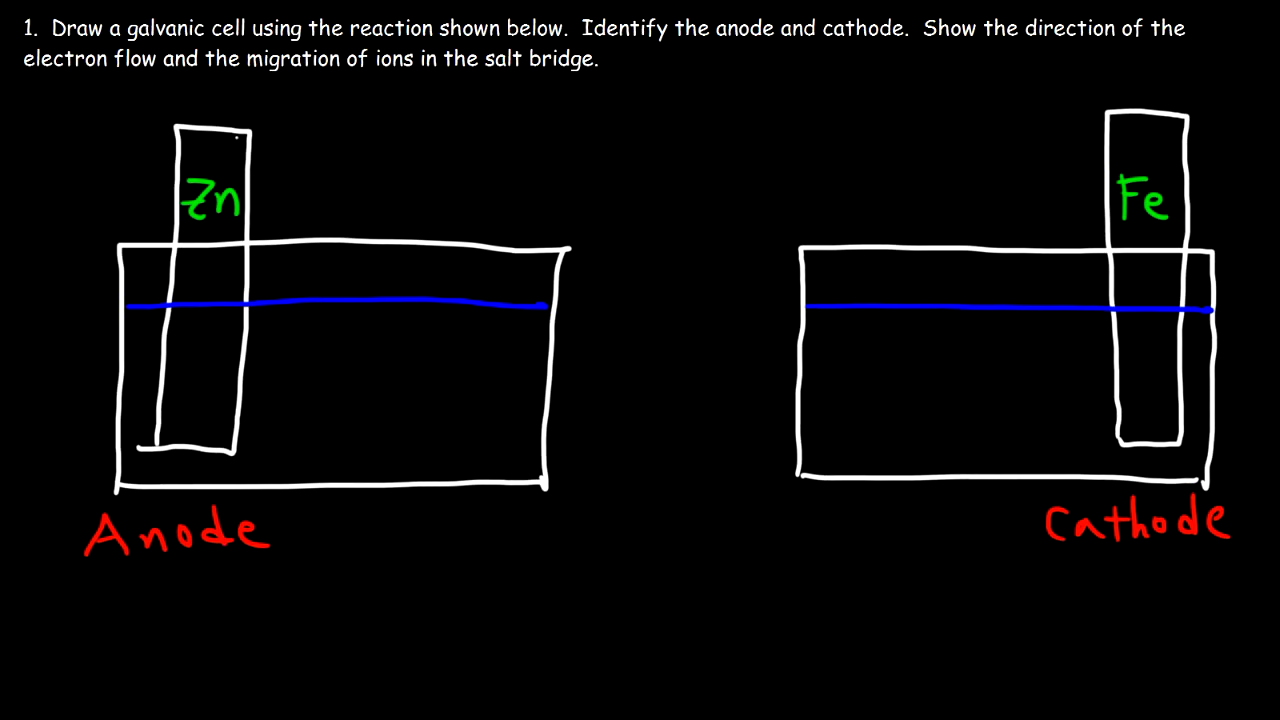 1. Draw a galvanic cell using the reaction shown below. Identify the anode and cathode. Show the direction of the
electron flow and the migration of ions in the salt bridge.
Zn
Fe
Anode
Cathode